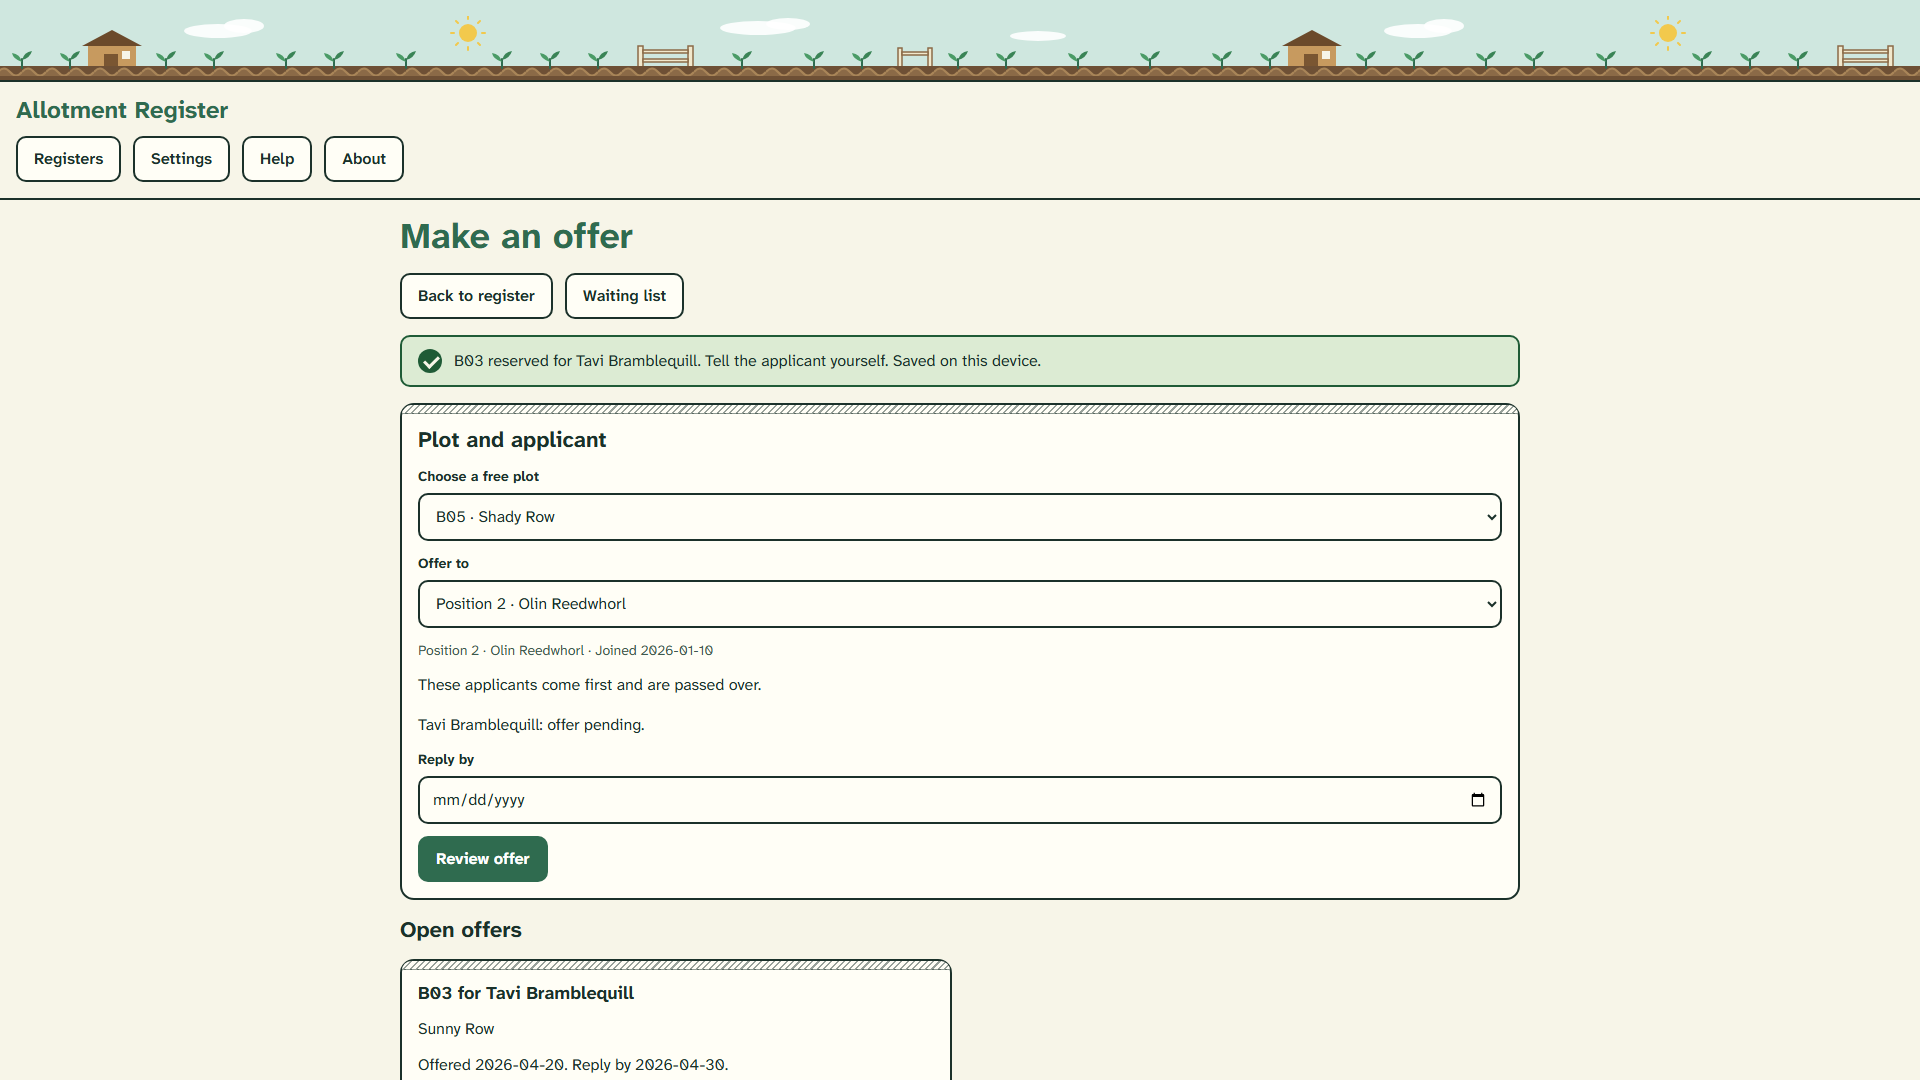 Allotment Register
Registers
Settings
Help
About
Make an offer
Back to register
Waiting list
B03 reserved for Tavi Bramblequill. Tell the applicant yourself. Saved on this device.
Plot and applicant
Choose a free plot
B05 · Shady Row
Offer to
Position 2 · Olin Reedwhorl
Position 2 · Olin Reedwhorl · Joined 2026-01-10
These applicants come first and are passed over.
Tavi Bramblequill: offer pending.
Reply by
mm/dd/yyyy
Review offer
Open offers
B03 for Tavi Bramblequill
Sunny Row
Offered 2026-04-20. Reply by 2026-04-30.